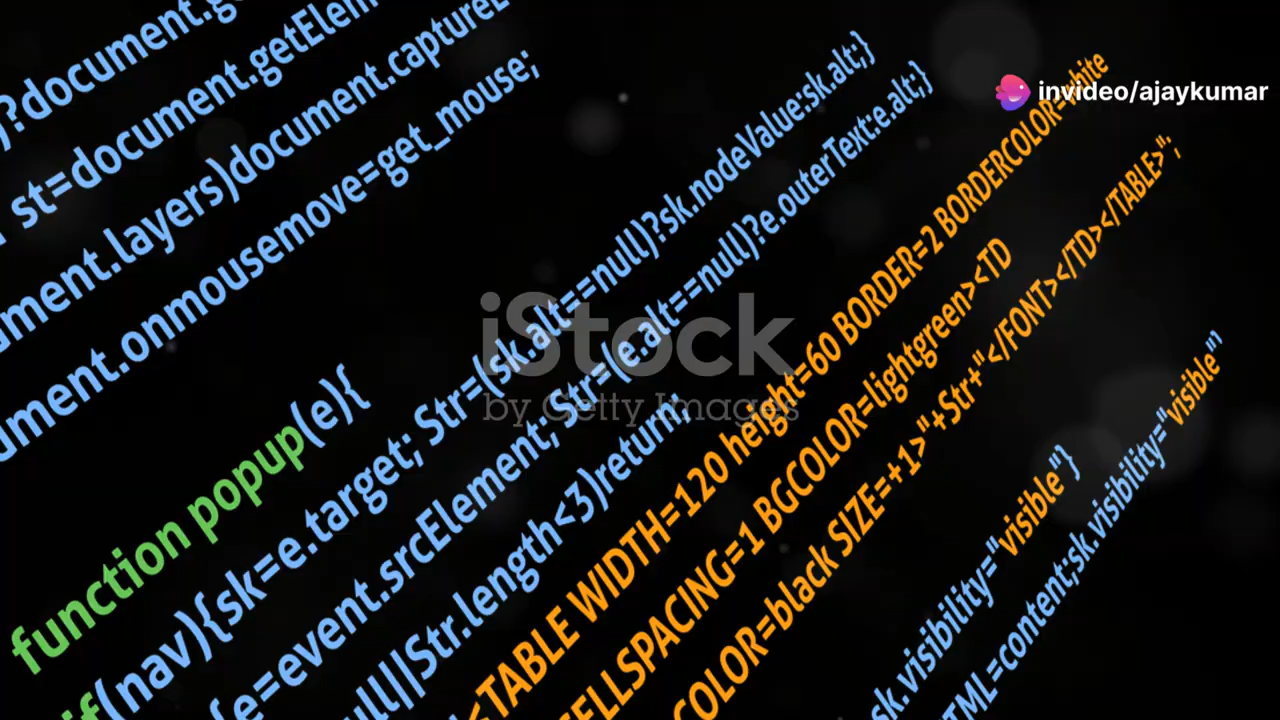 )?document.g
st=document.getElem
ument.layers)document.capture
ument.onmousemove=get_mouse;
function popup(e){
if(nav){sk=e.target; Str=(sk.alt==null)?sk.nodeValue:sk.alt;}
e=event.srcElement; Str=(e.alt==null)?e.outerText:e.alt;}
ull||Str.length<3)return;
<TABLE WIDTH=120 height=60 BORDER=2 BORDERCOLOR=white
ELLSPACING=1 BGCOLOR=lightgreen><TD
COLOR=black SIZE=+1>"+Str+"</FONT></TD></TABLE>";
sk.visibility="visible"}
TML=content;sk.visibility="visible"
invideo/ajaykumar
iStock
by Getty Images